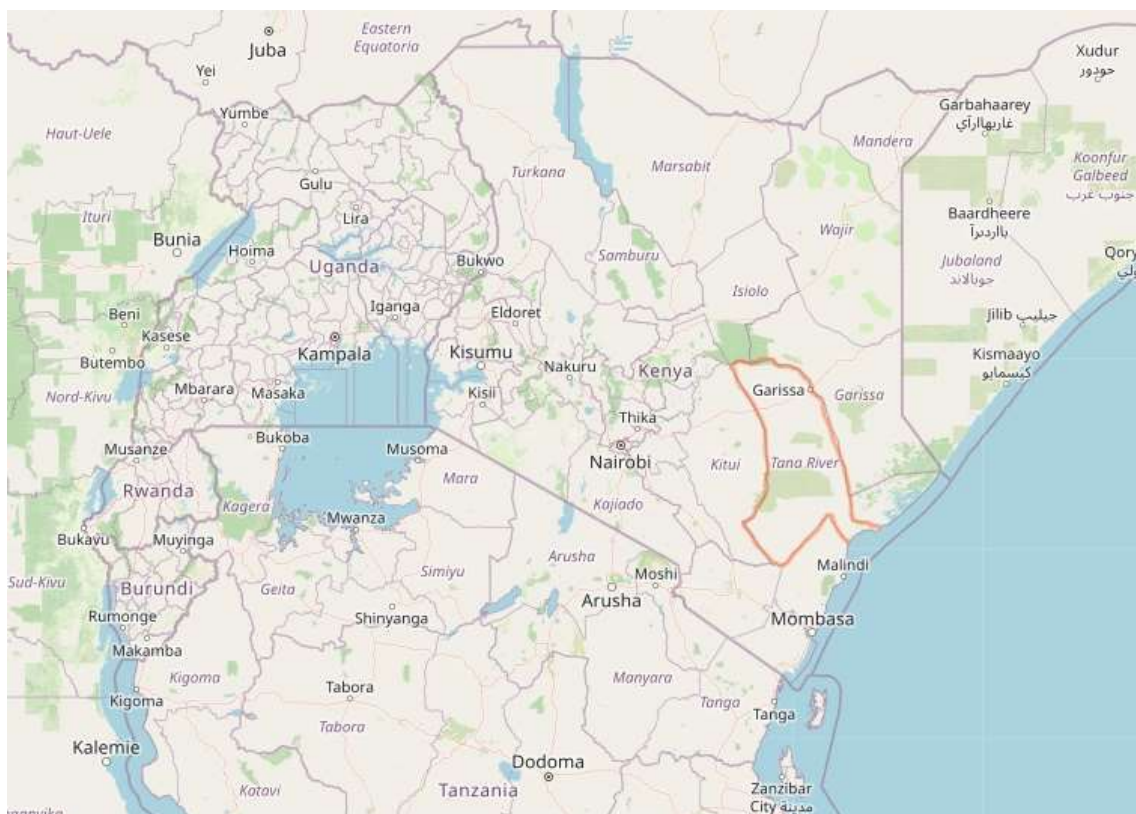 Eastern
Equatoria
Juba
Xudur
حودور
Yei
Garbahaarey
غاربهاارآي
Yumbe
Haut-Uele
Mandera
Marsabit
Koonfur
Galbeed
جنوب غرب
Turkana
Gulu
Baardheere
بااردىرآ
Ituri
Lira
Wajir
Bunia
Hoima
Samburu
Jubaland
جوبالاند
Uganda
Bukwo
Isiolo
Iganga
Eldoret
Jilib جيليب
Beni
Kasese
Kampala
Kisumu
Kismaayo
كيسمايو
Butembo
Nakuru
Kenya
Mbarara
Masaka
Kisii
Garissa
Garissa
Nord-Kivu
Thika
Bukoba
Musanze
Musoma
Nairobi
Kitui
Tana River
Mara
Rwanda
Kagera
Kajiado
Mwanza
Bukavu
Muyinga
Arusha
Malindi
Simiyu
Moshi
Sud-Kivu
Burundi
Geita
Arusha
Rumonge
Shinyanga
Mombasa
Makamba
Kigoma
Manyara
Tabora
Kigoma
Tanga
Tanga
Tabora
Kalemie
Dodoma
Katavi
Tanzania
Zanzibar
City مدينة